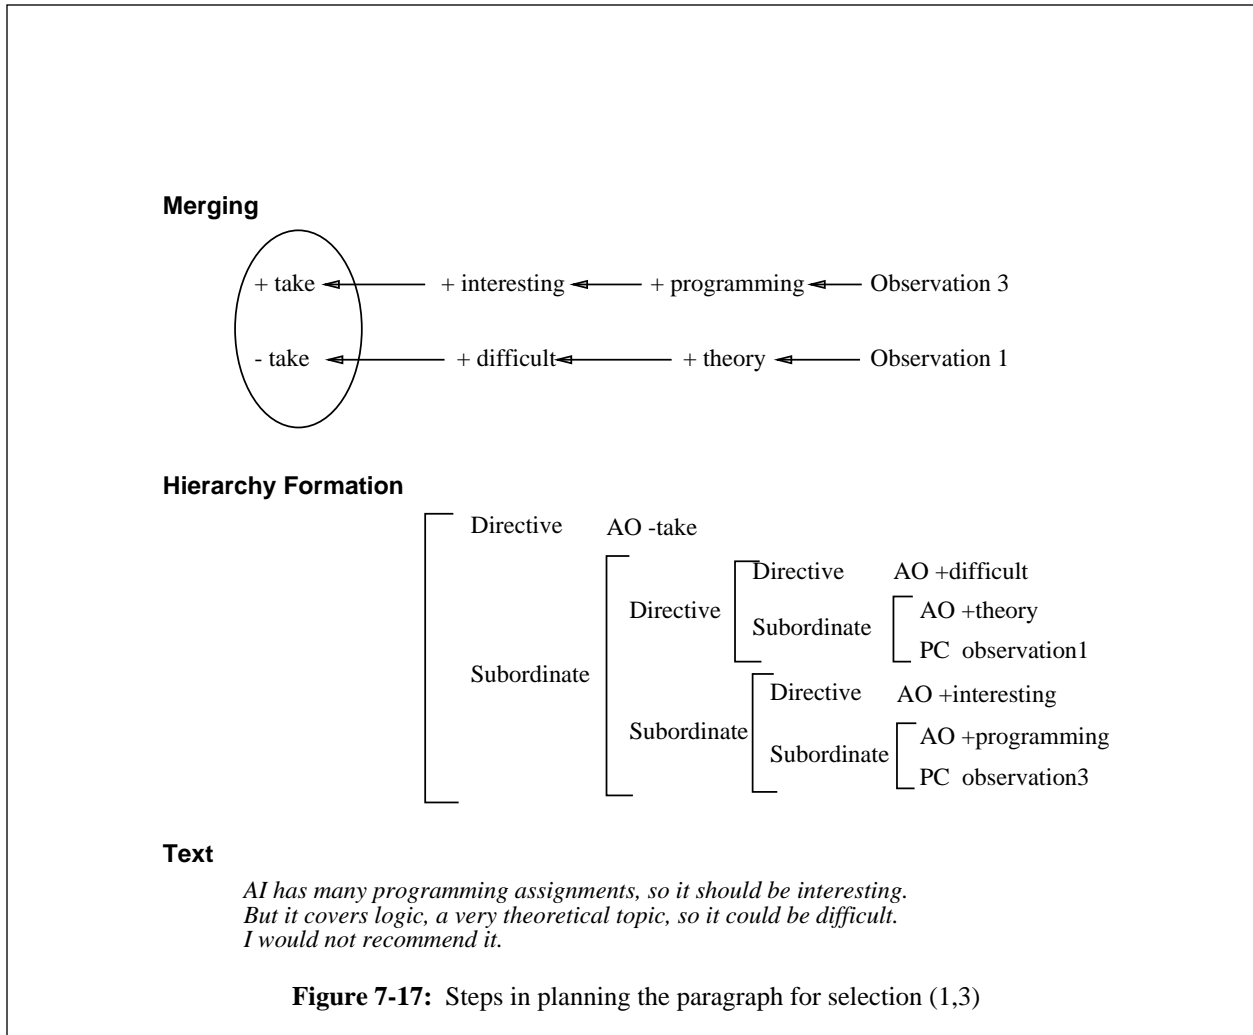 Merging
+ take + interesting + programming Observation 3
- take + difficult + theory Observation 1
Hierarchy Formation
Directive AO -take
Directive AO +difficult
Directive
AO +theory
Subordinate
PC observation1
Subordinate
Directive AO +interesting
Subordinate
AO +programming
Subordinate
PC observation3
Text
AI has many programming assignments, so it should be interesting.
But it covers logic, a very theoretical topic, so it could be difficult.
I would not recommend it.
Figure 7-17: Steps in planning the paragraph for selection (1,3)